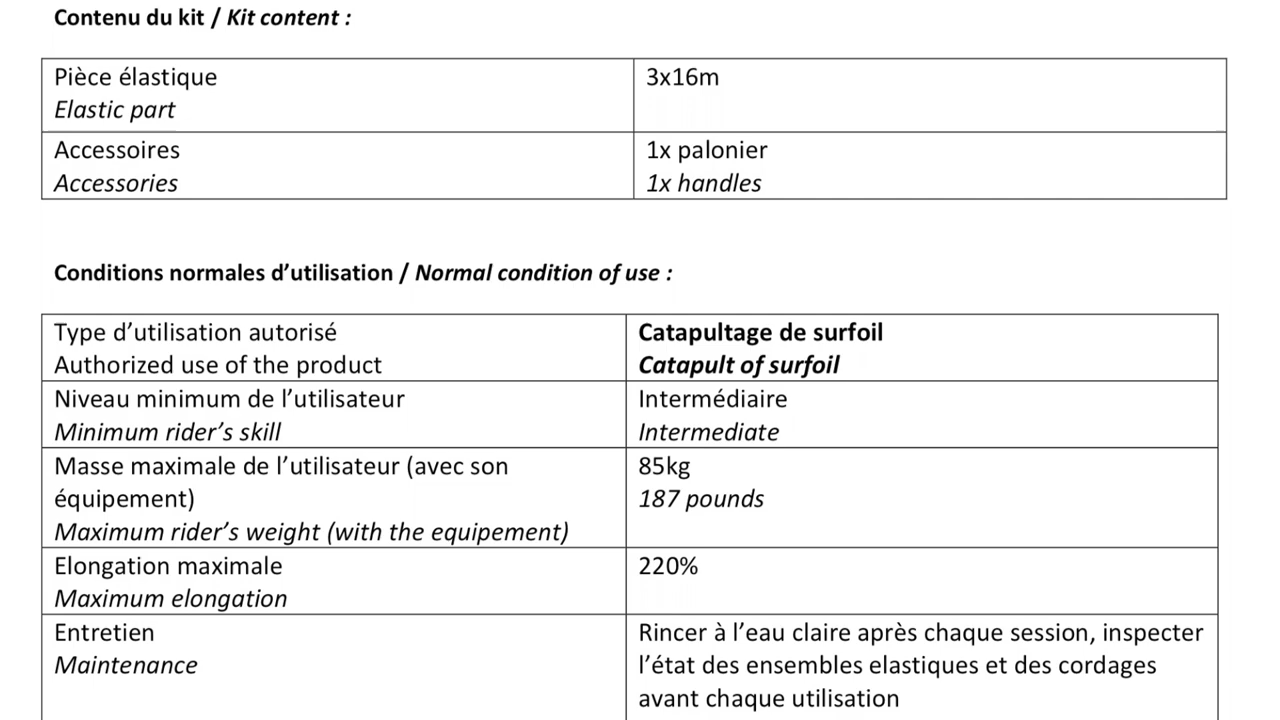 Contenu du kit / Kit content :
Pièce élastique
Elastic part
3x16m
Accessoires
Accessories
1x palonier
1x handles
Conditions normales d’utilisation / Normal condition of use :
Type d’utilisation autorisé
Authorized use of the product
Catapultage de surfoil
Catapult of surfoil
Niveau minimum de l’utilisateur
Minimum rider’s skill
Intermédiaire
Intermediate
Masse maximale de l’utilisateur (avec son
équipement)
Maximum rider’s weight (with the equipement)
85kg
187 pounds
Elongation maximale
Maximum elongation
220%
Entretien
Maintenance
Rincer à l’eau claire après chaque session, inspecter
l’état des ensembles elastiques et des cordages
avant chaque utilisation